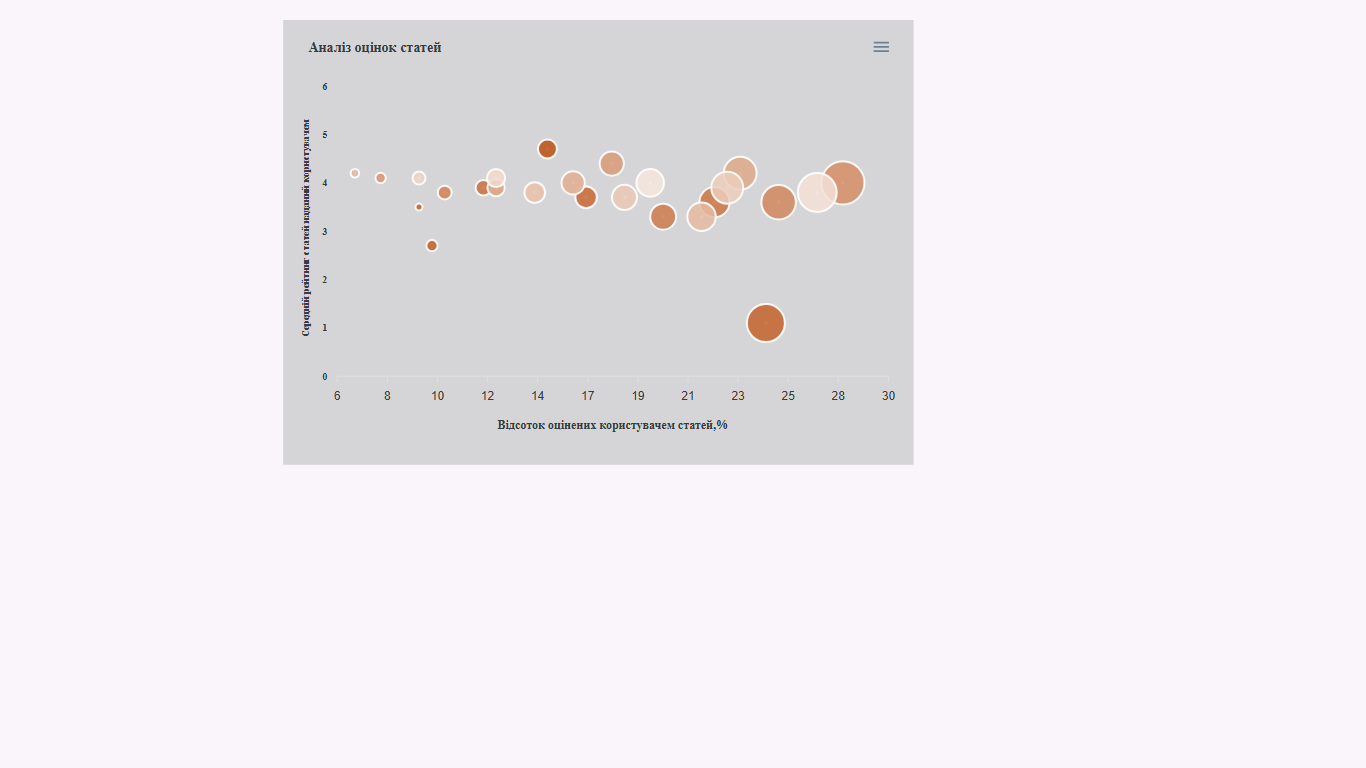 Аналіз оцінок статей
6
5
4
3
2
1
0
Середній рейтинг статей наданий користувачем
6 8 10 12 14 17 19 21 23 25 28 30
Відсоток оцінених користувачем статей,%